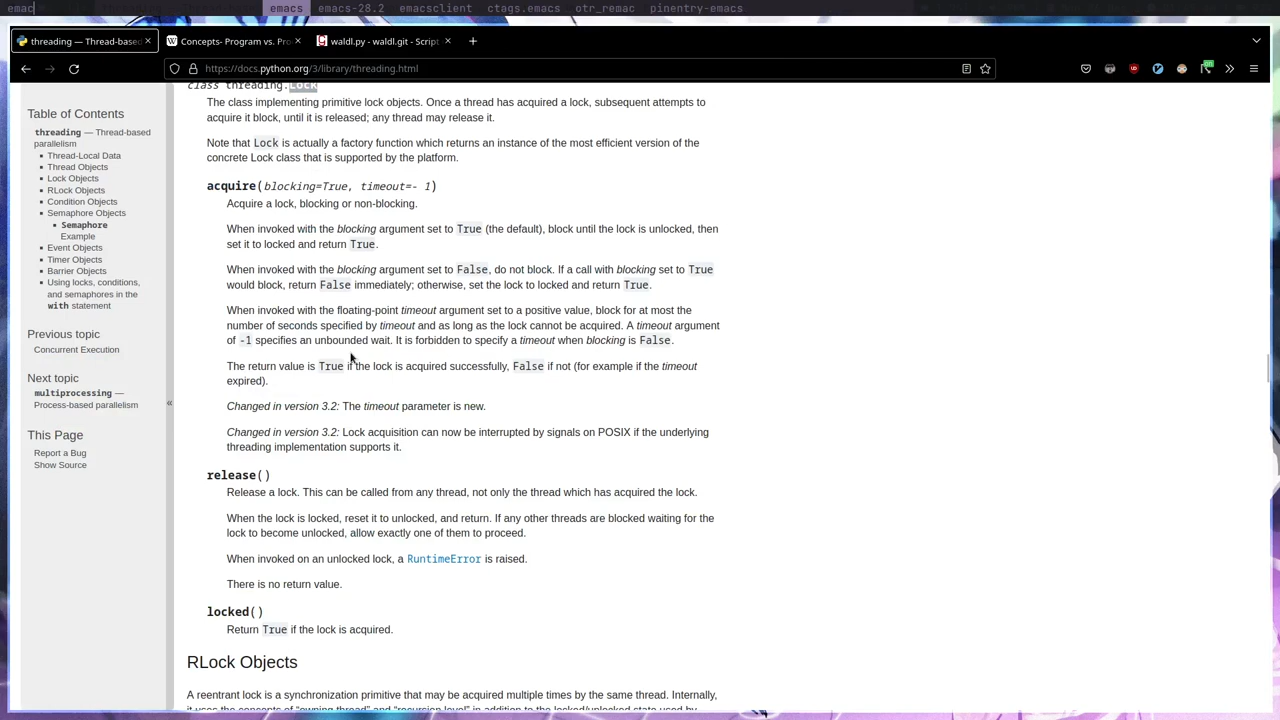 emac emacs emacs-28.2 emacsclient ctags.emacs otr_remac pinentry-emacs
threading — Thread-based
Concepts- Program vs. Pro
waldl.py - waldl.git - Script
https://docs.python.org/3/library/threading.html
Table of Contents
threading — Thread-based
parallelism
Thread-Local Data
Thread Objects
Lock Objects
RLock Objects
Condition Objects
Semaphore Objects
Semaphore
Example
Event Objects
Timer Objects
Barrier Objects
Using locks, conditions,
and semaphores in the
with statement
Previous topic
Concurrent Execution
Next topic
multiprocessing —
Process-based parallelism
This Page
Report a Bug
Show Source
«
class threading.Lock
The class implementing primitive lock objects. Once a thread has acquired a lock, subsequent attempts to
acquire it block, until it is released; any thread may release it.
Note that Lock is actually a factory function which returns an instance of the most efficient version of the
concrete Lock class that is supported by the platform.
acquire(blocking=True, timeout=- 1)
Acquire a lock, blocking or non-blocking.
When invoked with the blocking argument set to True (the default), block until the lock is unlocked, then
set it to locked and return True.
When invoked with the blocking argument set to False, do not block. If a call with blocking set to True
would block, return False immediately; otherwise, set the lock to locked and return True.
When invoked with the floating-point timeout argument set to a positive value, block for at most the
number of seconds specified by timeout and as long as the lock cannot be acquired. A timeout argument
of -1 specifies an unbounded wait. It is forbidden to specify a timeout when blocking is False.
The return value is True if the lock is acquired successfully, False if not (for example if the timeout
expired).
Changed in version 3.2: The timeout parameter is new.
Changed in version 3.2: Lock acquisition can now be interrupted by signals on POSIX if the underlying
threading implementation supports it.
release()
Release a lock. This can be called from any thread, not only the thread which has acquired the lock.
When the lock is locked, reset it to unlocked, and return. If any other threads are blocked waiting for the
lock to become unlocked, allow exactly one of them to proceed.
When invoked on an unlocked lock, a RuntimeError is raised.
There is no return value.
locked()
Return True if the lock is acquired.
RLock Objects
A reentrant lock is a synchronization primitive that may be acquired multiple times by the same thread. Internally,
it uses the concepts of “owning thread” and “recursion level” in addition to the locked/unlocked state used by